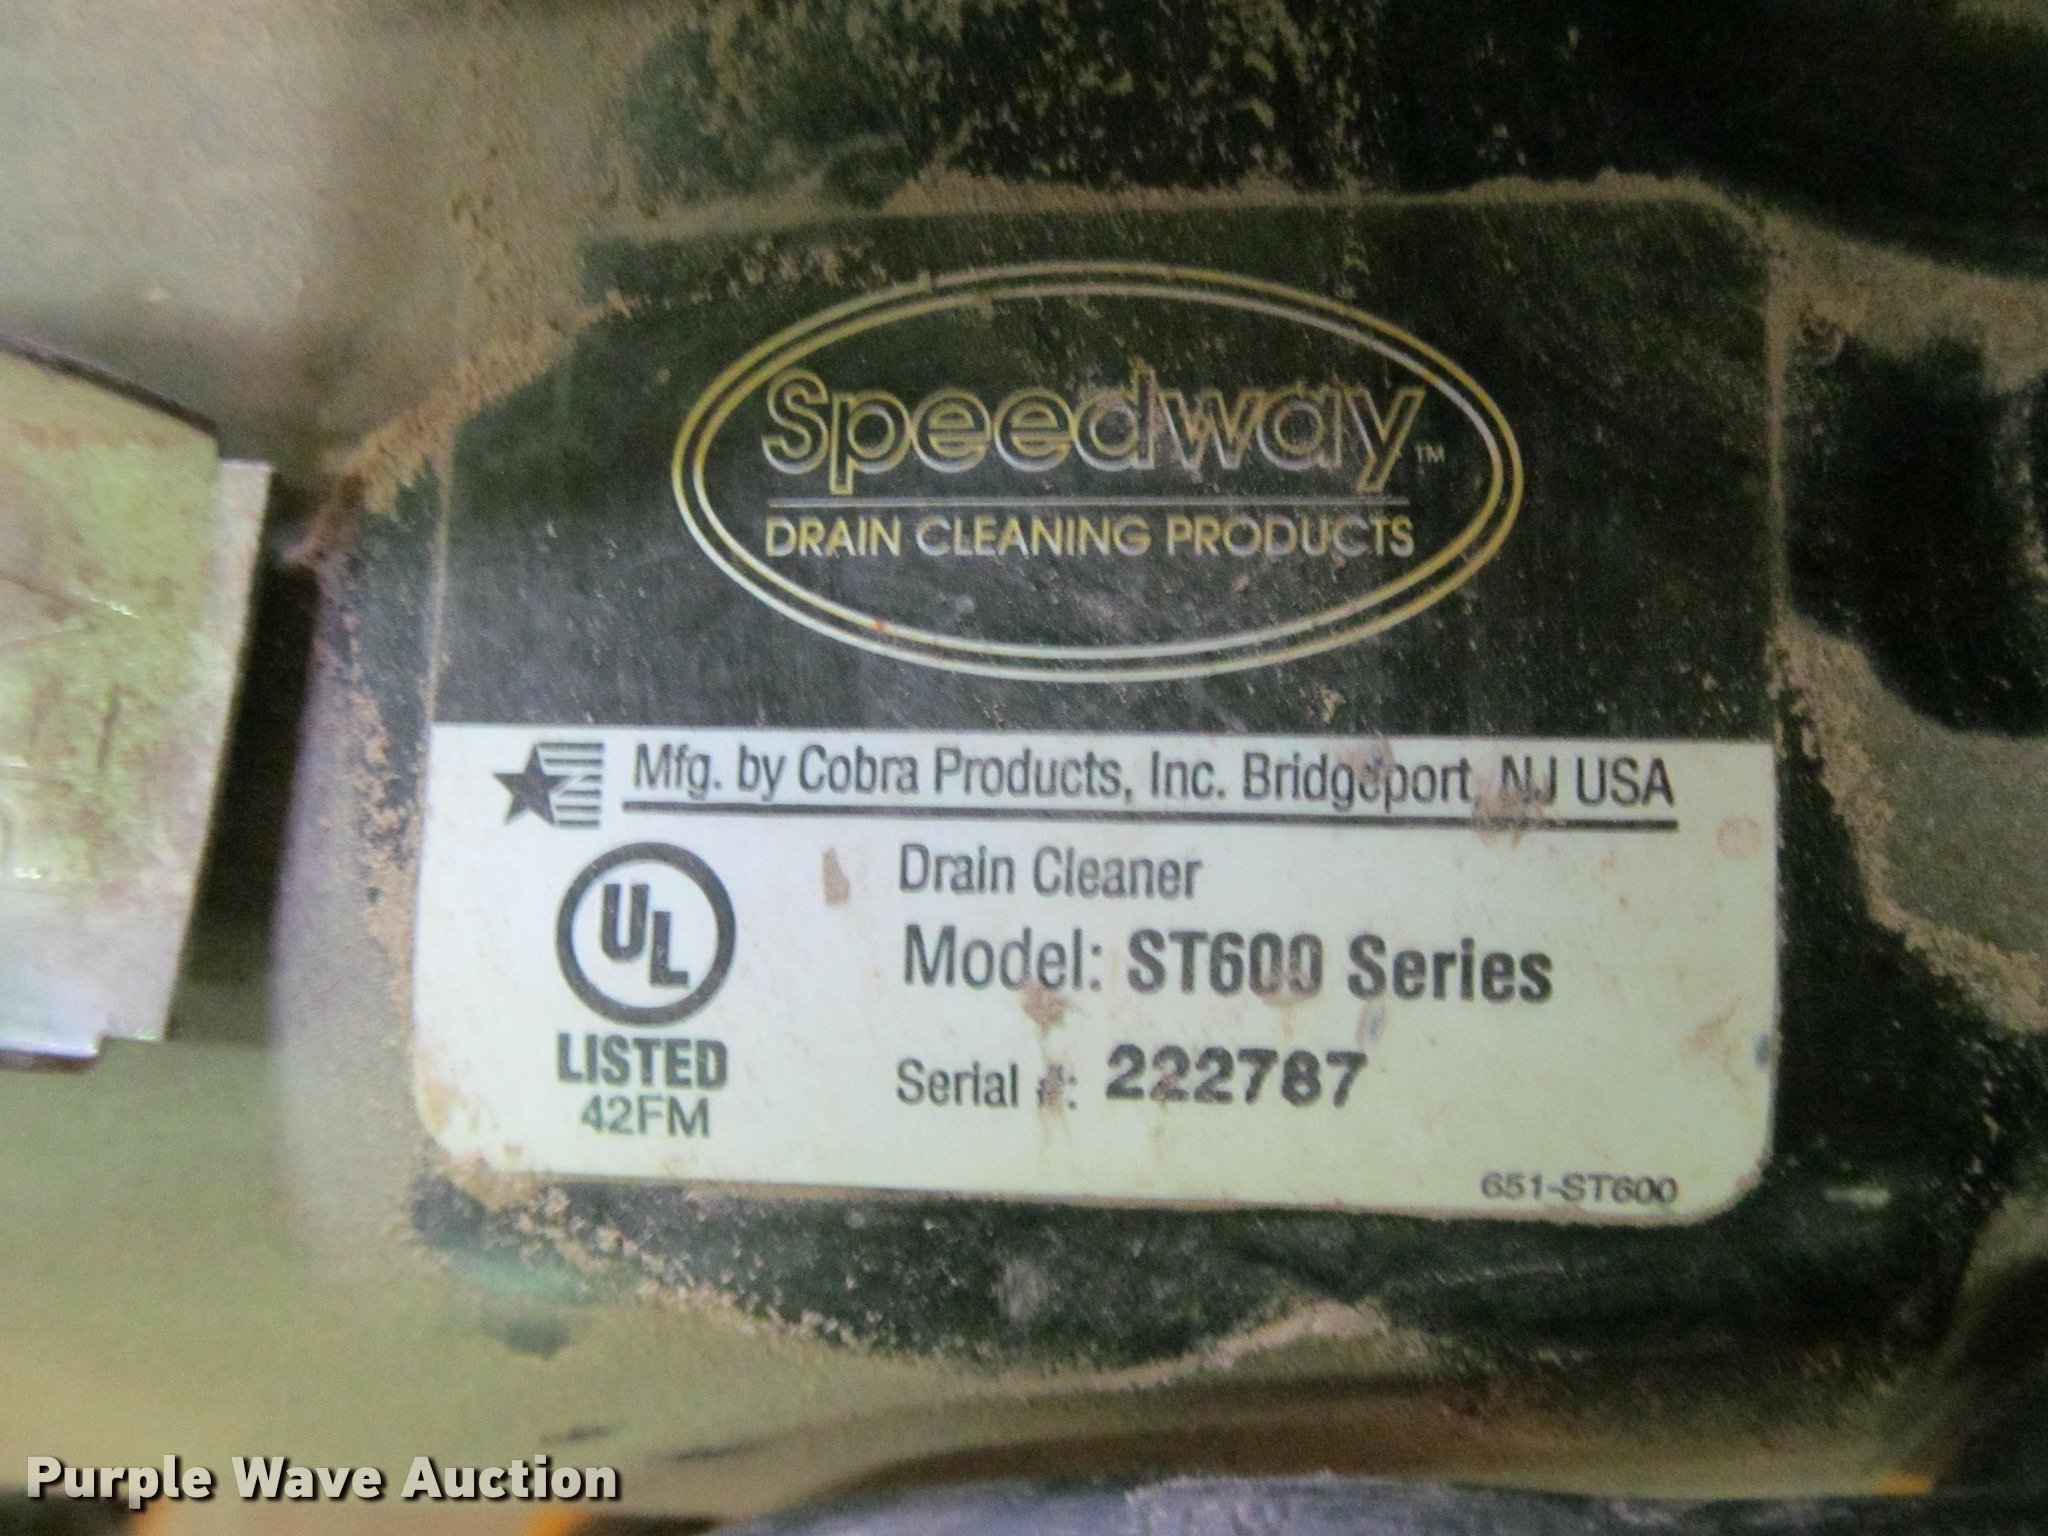 Speedway™
DRAIN CLEANING PRODUCTS
Mfg. by Cobra Products, Inc. Bridgeport, NJ USA
Drain Cleaner
Model: ST600 Series
UL
LISTED
42FM
Serial #: 222787
651-ST600
Purple Wave Auction